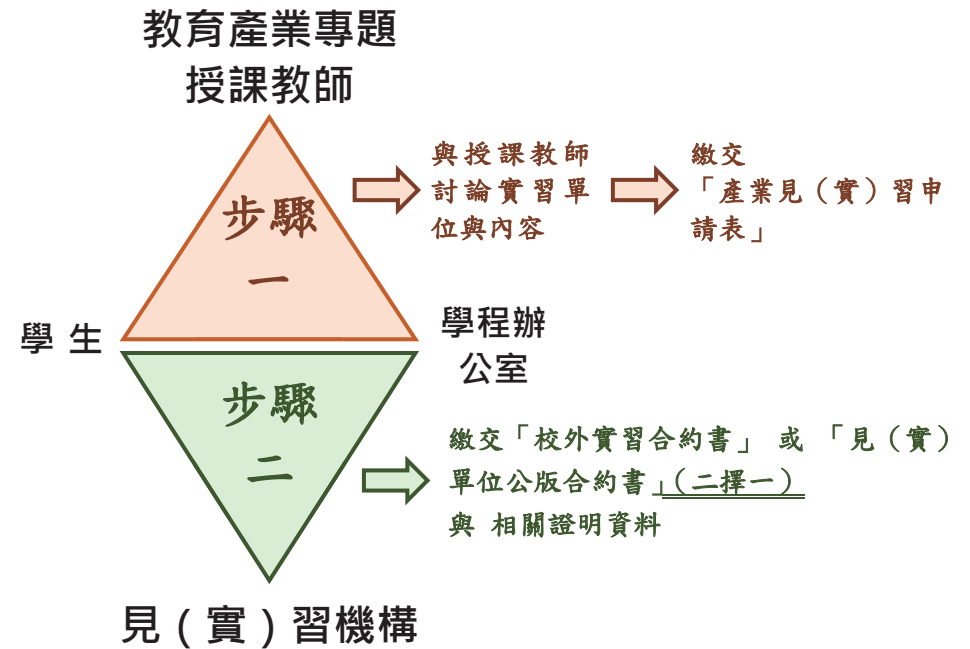 教育產業專題
授課教師
步驟
一
與授課教師
討論實習單
位與內容
繳交
「產業見（實）習申
請表」
學 生
學程辦
公室
步驟
二
繳交「校外實習合約書」 或 「見（實）
單位公版合約書」（二擇一）
與 相關證明資料
見（實）習機構